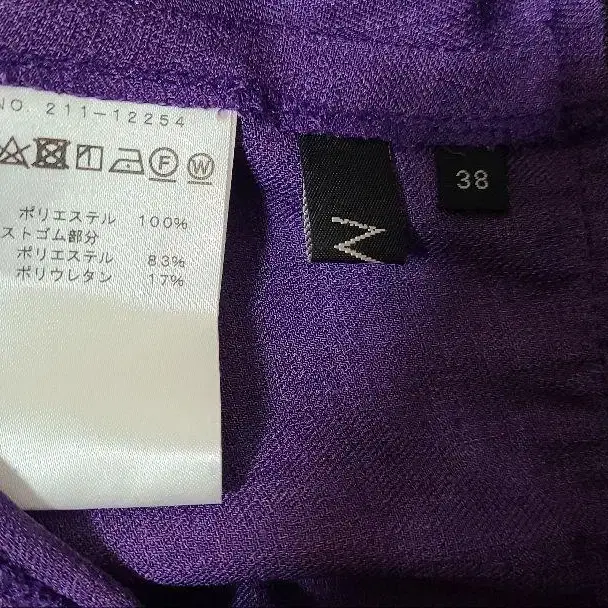 NO. 211-12254
F W
ポリエステル 100%
ストゴム部分
ポリエステル 83%
ポリウレタン 17%
N
38